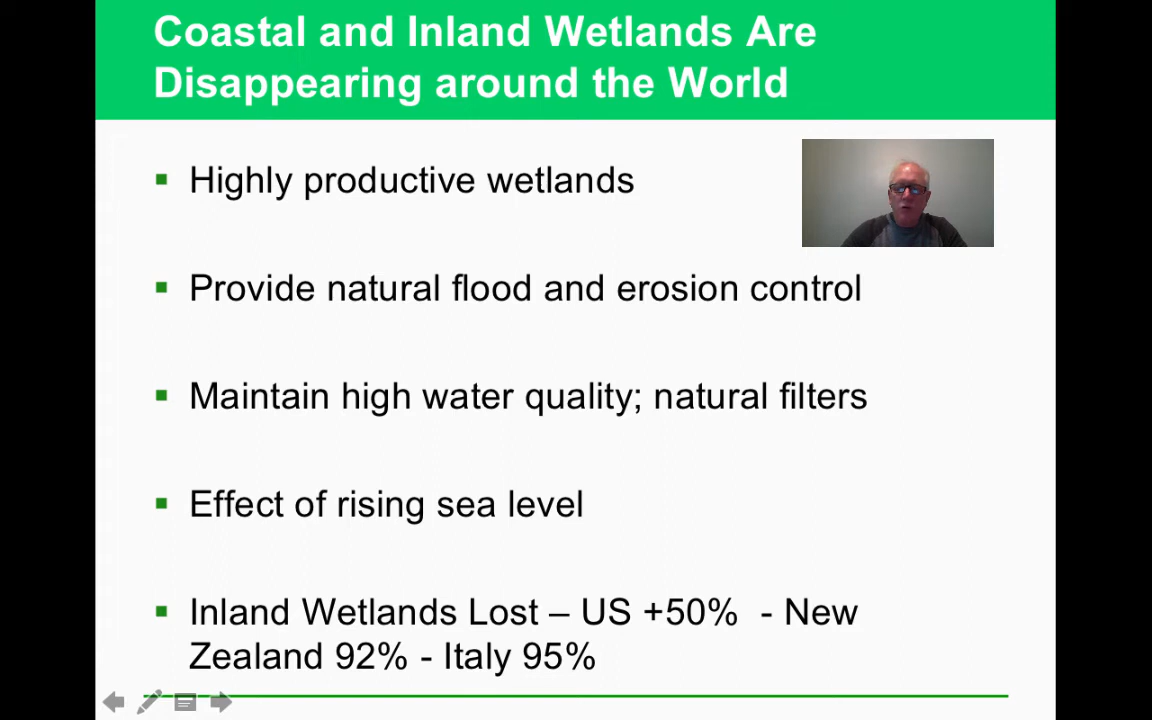 Coastal and Inland Wetlands Are
Disappearing around the World
▪ Highly productive wetlands
▪ Provide natural flood and erosion control
▪ Maintain high water quality; natural filters
▪ Effect of rising sea level
▪ Inland Wetlands Lost – US +50%  - New
Zealand 92% - Italy 95%